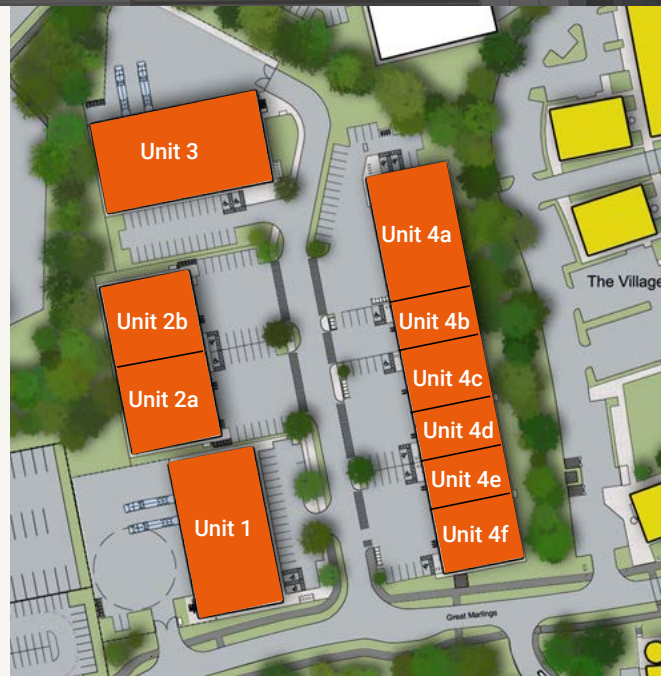 Unit 3
Unit 4a
The Village
Unit 2b
Unit 4b
Unit 4c
Unit 2a
Unit 4d
Unit 4e
Unit 1
Unit 4f
Great Marlings